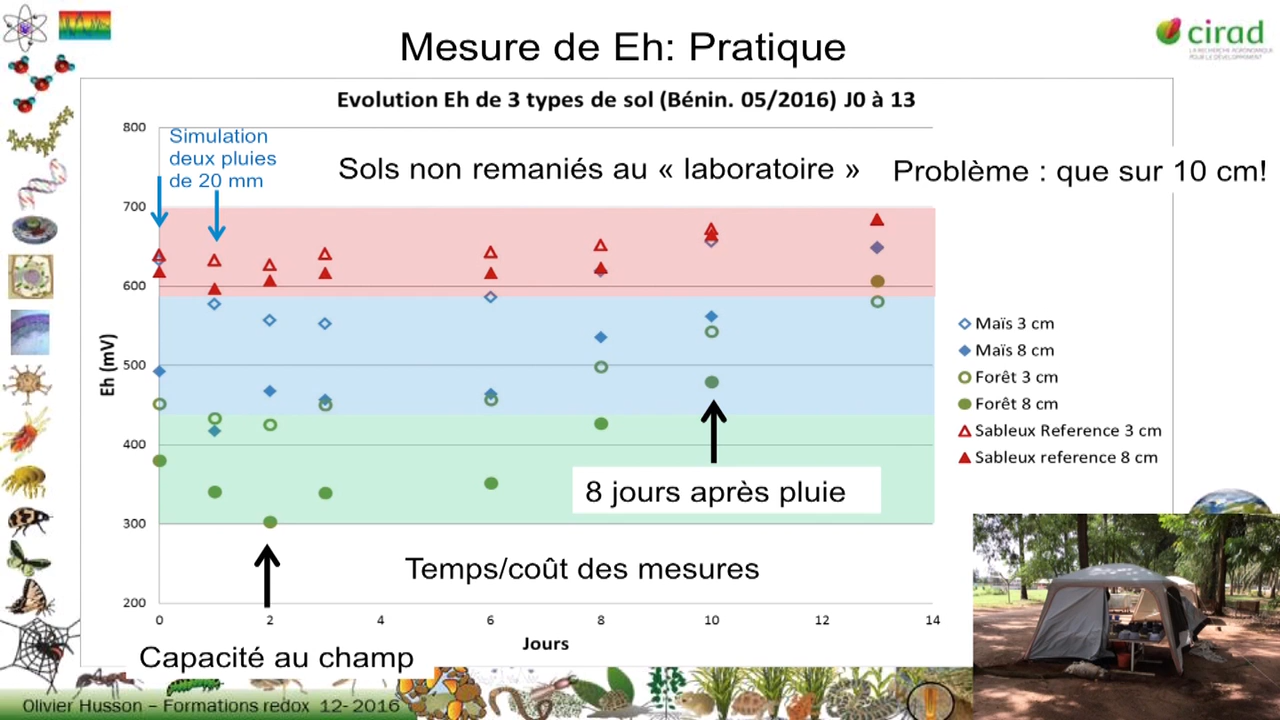 Mesure de Eh: Pratique
cirad
LA RECHERCHE AGRONOMIQUE
POUR LE DÉVELOPPEMENT
Evolution Eh de 3 types de sol (Bénin. 05/2016) J0 à 13
Simulation
deux pluies
de 20 mm
Sols non remaniés au « laboratoire »
Problème : que sur 10 cm!
Eh (mV)
800
700
600
500
400
300
200
0
2
4
6
8
10
12
14
Jours
Maïs 3 cm
Maïs 8 cm
Forêt 3 cm
Forêt 8 cm
Sableux Reference 3 cm
Sableux reference 8 cm
8 jours après pluie
Temps/coût des mesures
Capacité au champ
Olivier Husson – Formations redox 12- 2016